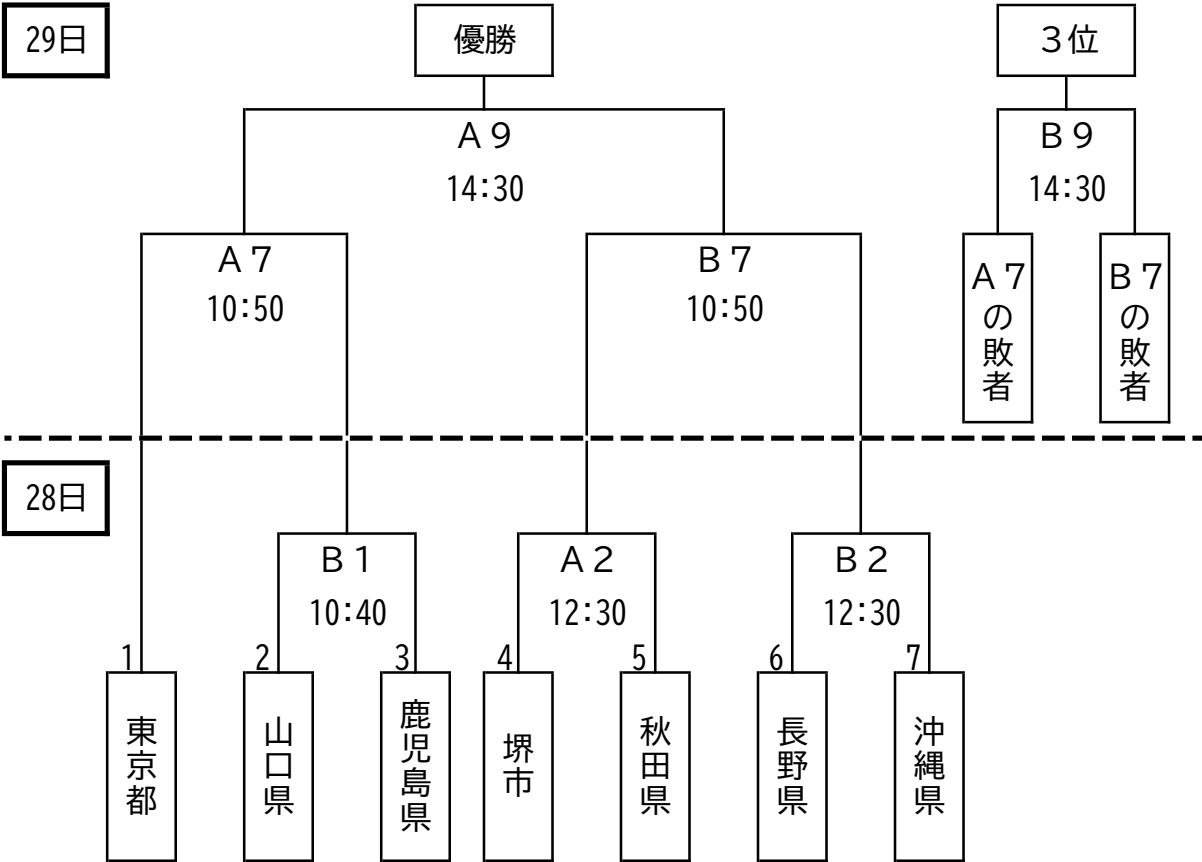 29日
優勝
３位
Ａ９
14:30
Ｂ９
14:30
Ａ７
10:50
Ｂ７
10:50
Ａ７の敗者
Ｂ７の敗者
28日
Ｂ１
10:40
Ａ２
12:30
Ｂ２
12:30
1
2
3
4
5
6
7
東京都
山口県
鹿児島県
堺市
秋田県
長野県
沖縄県